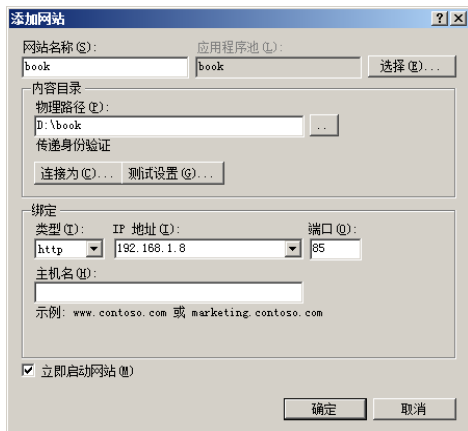 添加网站
网站名称(S): 应用程序池(L):
book book 选择(E)...
内容目录
物理路径(P):
D:\book ..
传递身份验证
连接为(C)... 测试设置(G)...
绑定
类型(T): IP 地址(I): 端口(O):
http 192.168.1.8 85
主机名(H):
示例: www.contoso.com 或 marketing.contoso.com
立即启动网站(M)
确定 取消